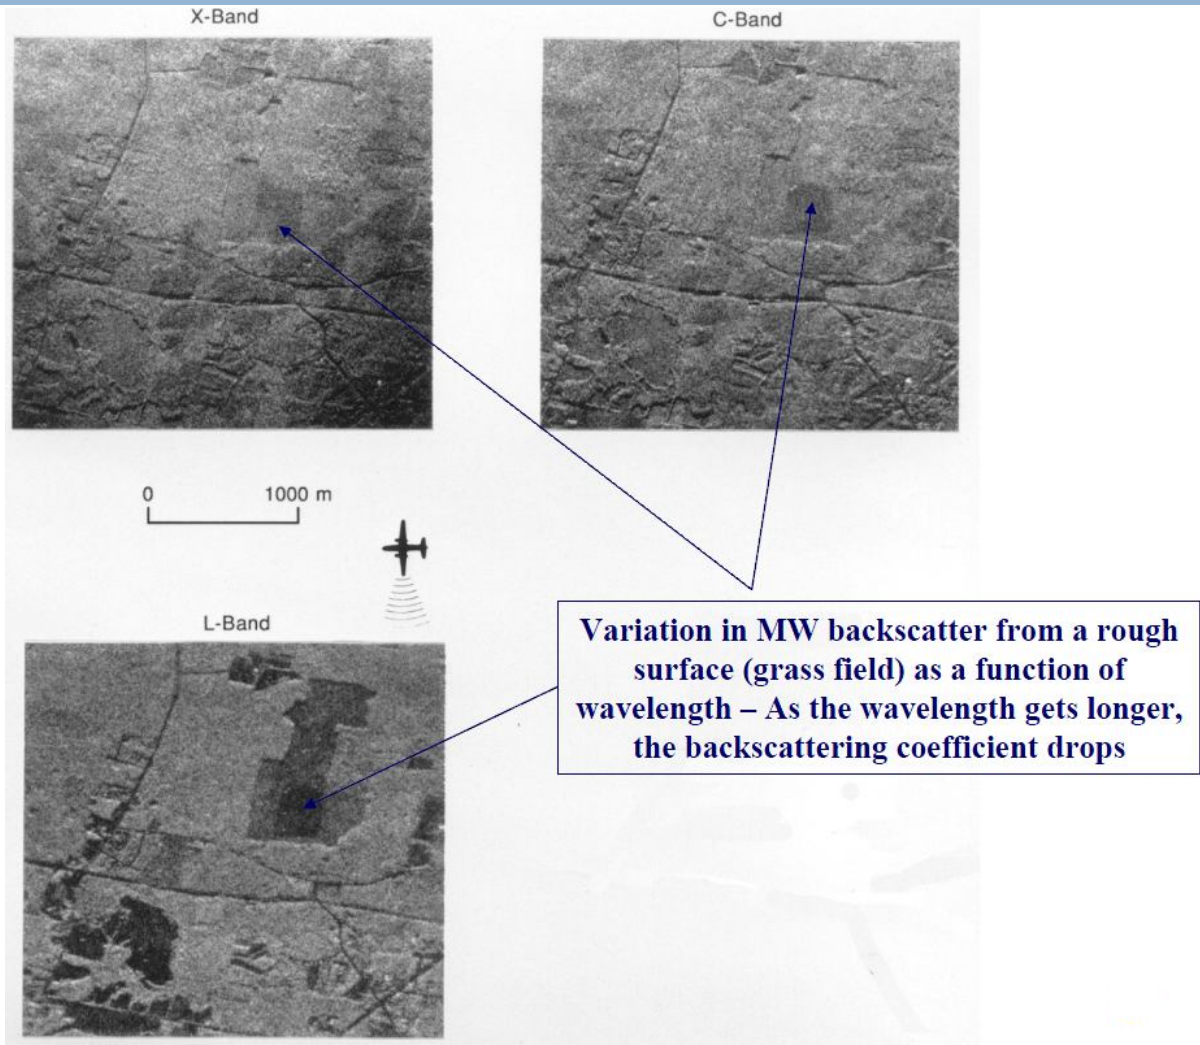 X-Band
C-Band
0 1000 m
L-Band
Variation in MW backscatter from a rough
surface (grass field) as a function of
wavelength – As the wavelength gets longer,
the backscattering coefficient drops